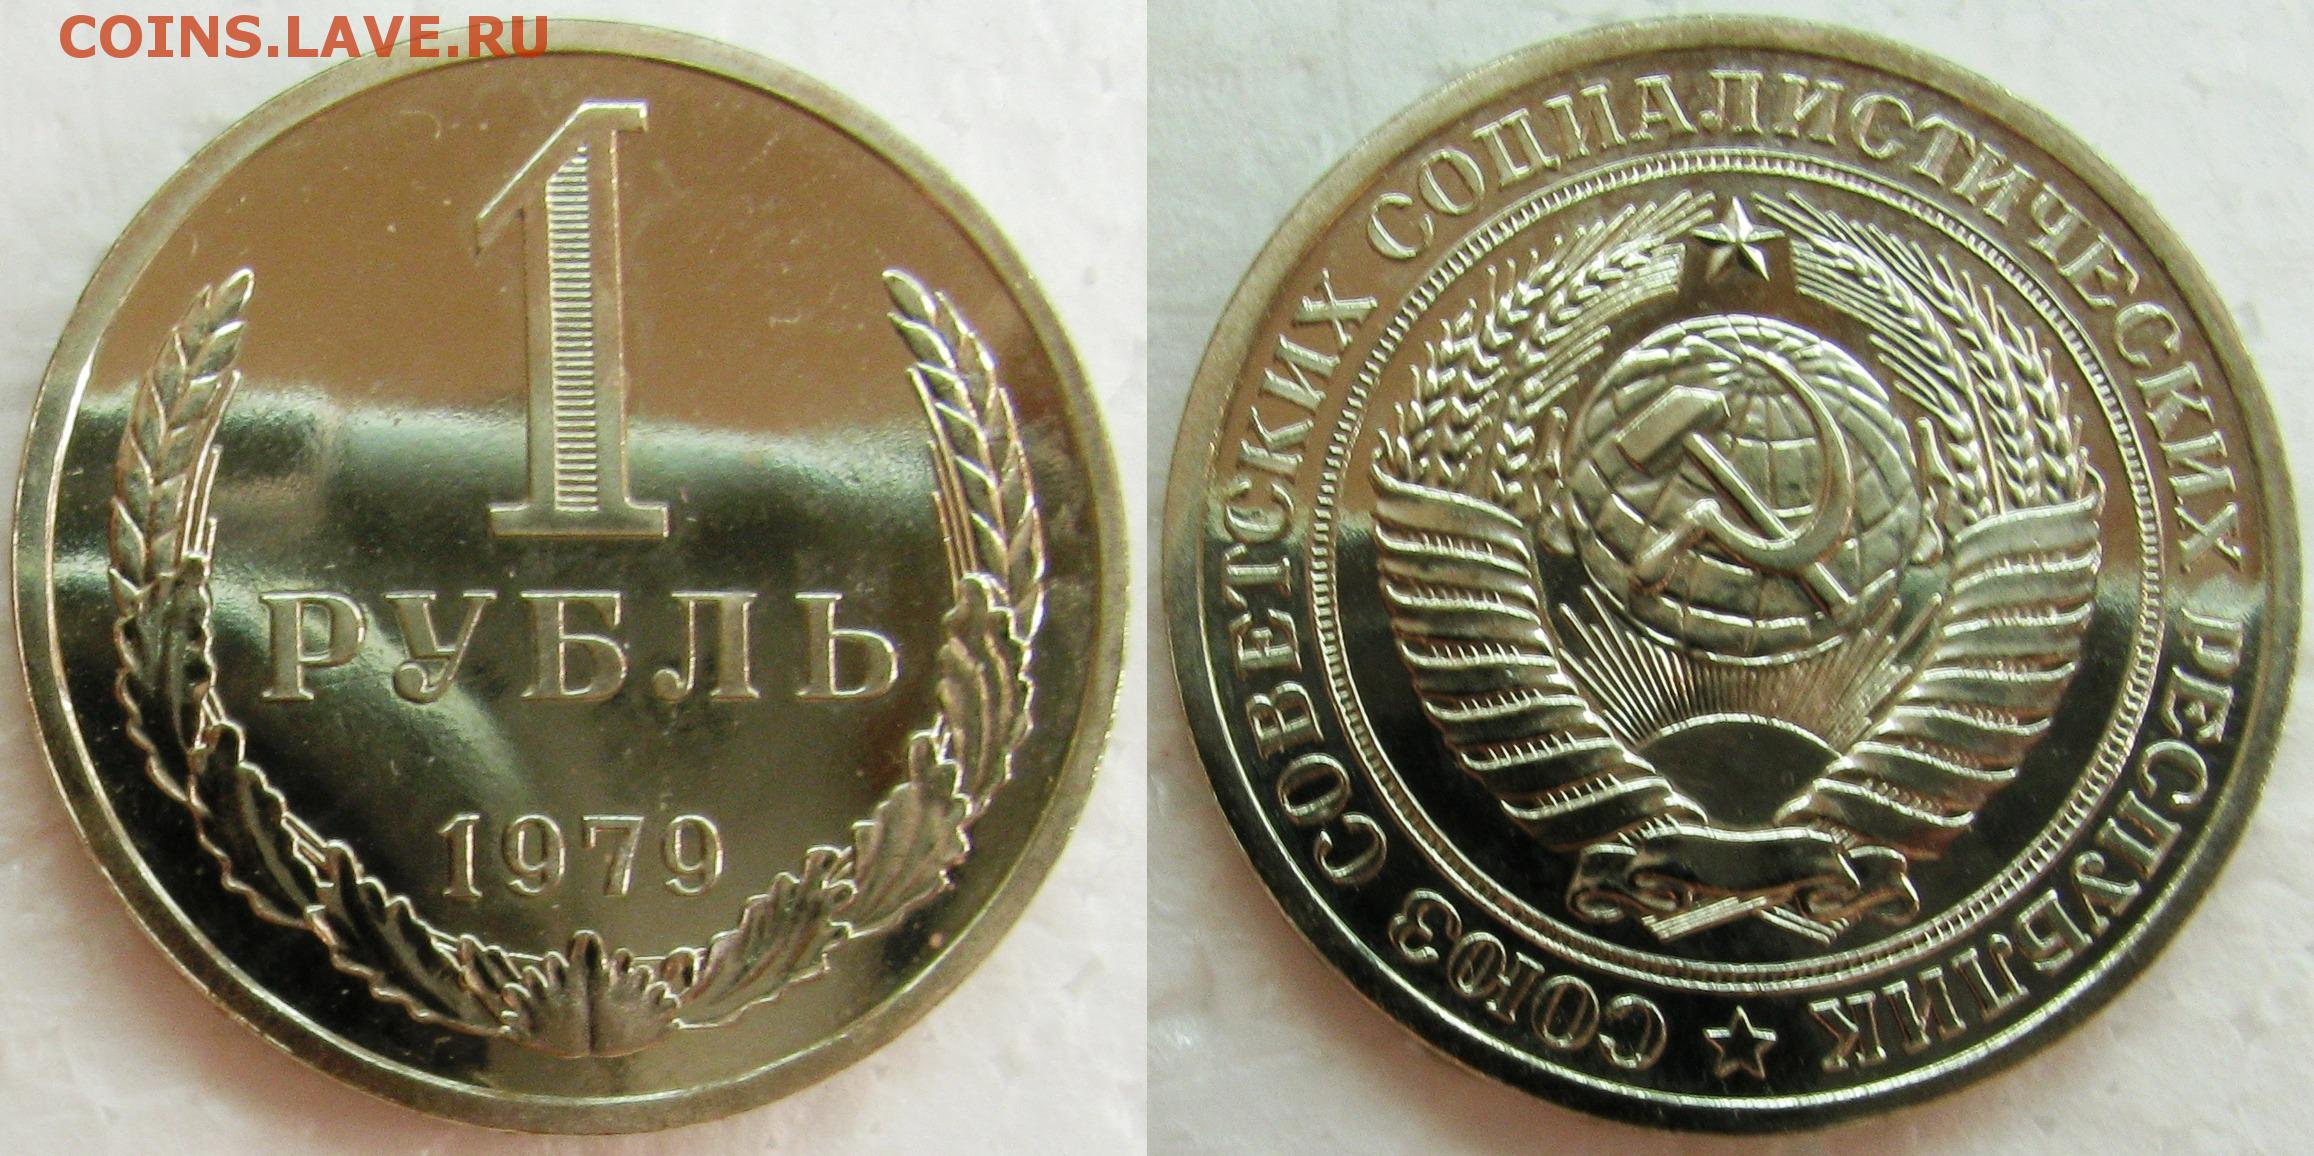 COINS.LAVE.RU
1
РУБЛЬ
1979
СОЮЗ СОВЕТСКИХ СОЦИАЛИСТИЧЕСКИХ РЕСПУБЛИК